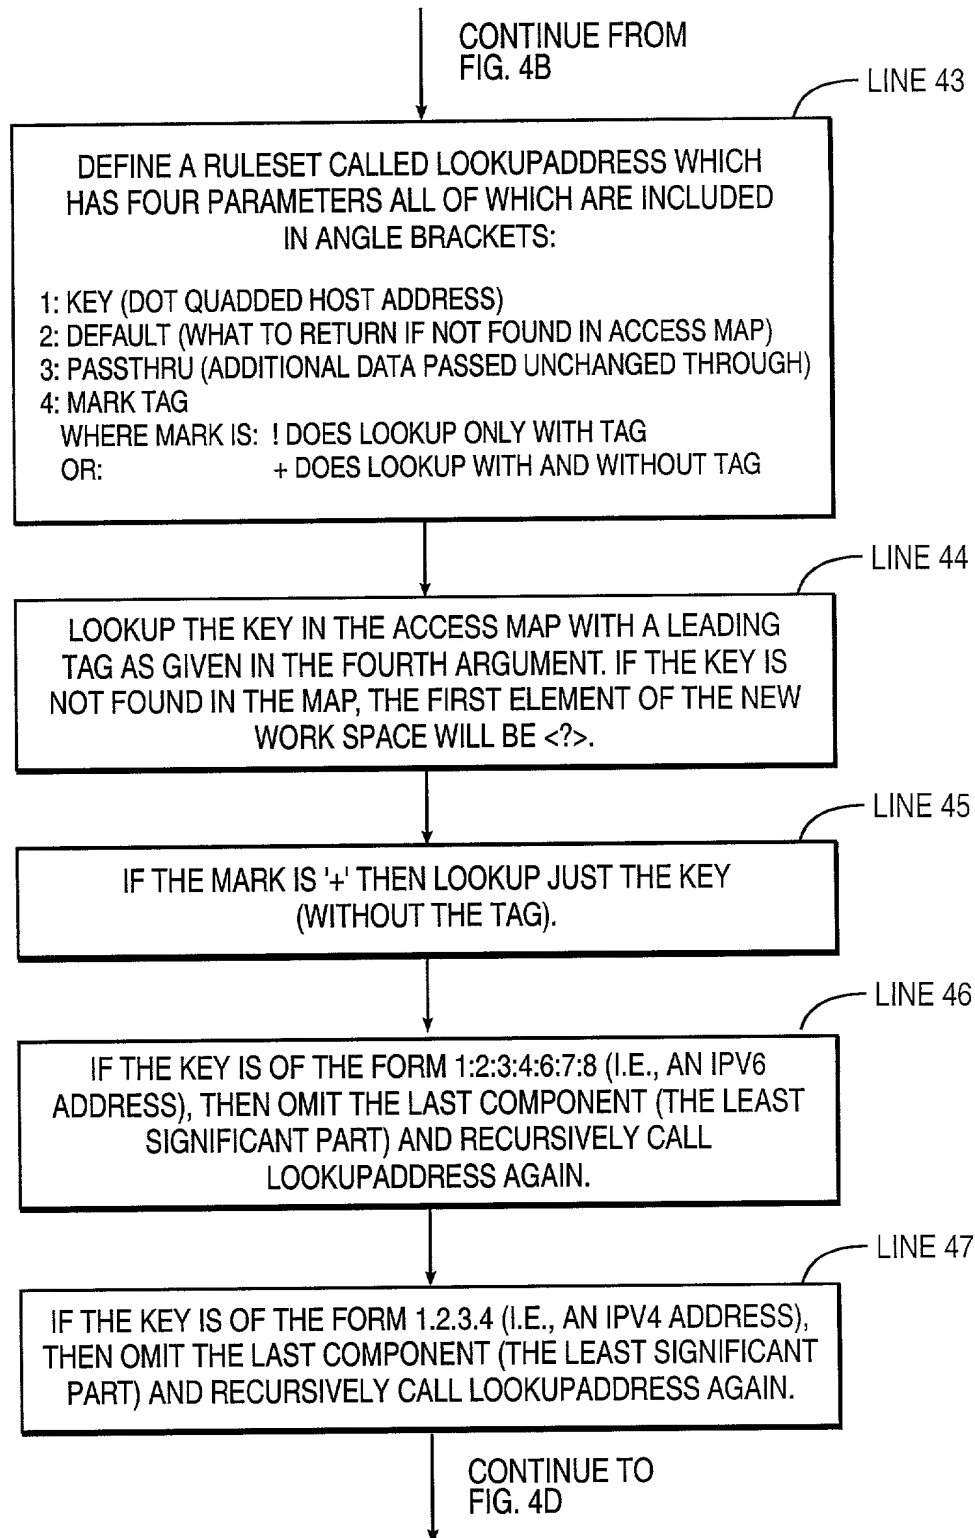 CONTINUE FROM
FIG. 4B
LINE 43
DEFINE A RULESET CALLED LOOKUPADDRESS WHICH
HAS FOUR PARAMETERS ALL OF WHICH ARE INCLUDED
IN ANGLE BRACKETS:
1: KEY (DOT QUADDED HOST ADDRESS)
2: DEFAULT (WHAT TO RETURN IF NOT FOUND IN ACCESS MAP)
3: PASSTHRU (ADDITIONAL DATA PASSED UNCHANGED THROUGH)
4: MARK TAG
WHERE MARK IS: ! DOES LOOKUP ONLY WITH TAG
OR: + DOES LOOKUP WITH AND WITHOUT TAG
LINE 44
LOOKUP THE KEY IN THE ACCESS MAP WITH A LEADING
TAG AS GIVEN IN THE FOURTH ARGUMENT. IF THE KEY IS
NOT FOUND IN THE MAP, THE FIRST ELEMENT OF THE NEW
WORK SPACE WILL BE <?>.
LINE 45
IF THE MARK IS '+' THEN LOOKUP JUST THE KEY
(WITHOUT THE TAG).
LINE 46
IF THE KEY IS OF THE FORM 1:2:3:4:6:7:8 (I.E., AN IPV6
ADDRESS), THEN OMIT THE LAST COMPONENT (THE LEAST
SIGNIFICANT PART) AND RECURSIVELY CALL
LOOKUPADDRESS AGAIN.
LINE 47
IF THE KEY IS OF THE FORM 1.2.3.4 (I.E., AN IPV4 ADDRESS),
THEN OMIT THE LAST COMPONENT (THE LEAST SIGNIFICANT
PART) AND RECURSIVELY CALL LOOKUPADDRESS AGAIN.
CONTINUE TO
FIG. 4D